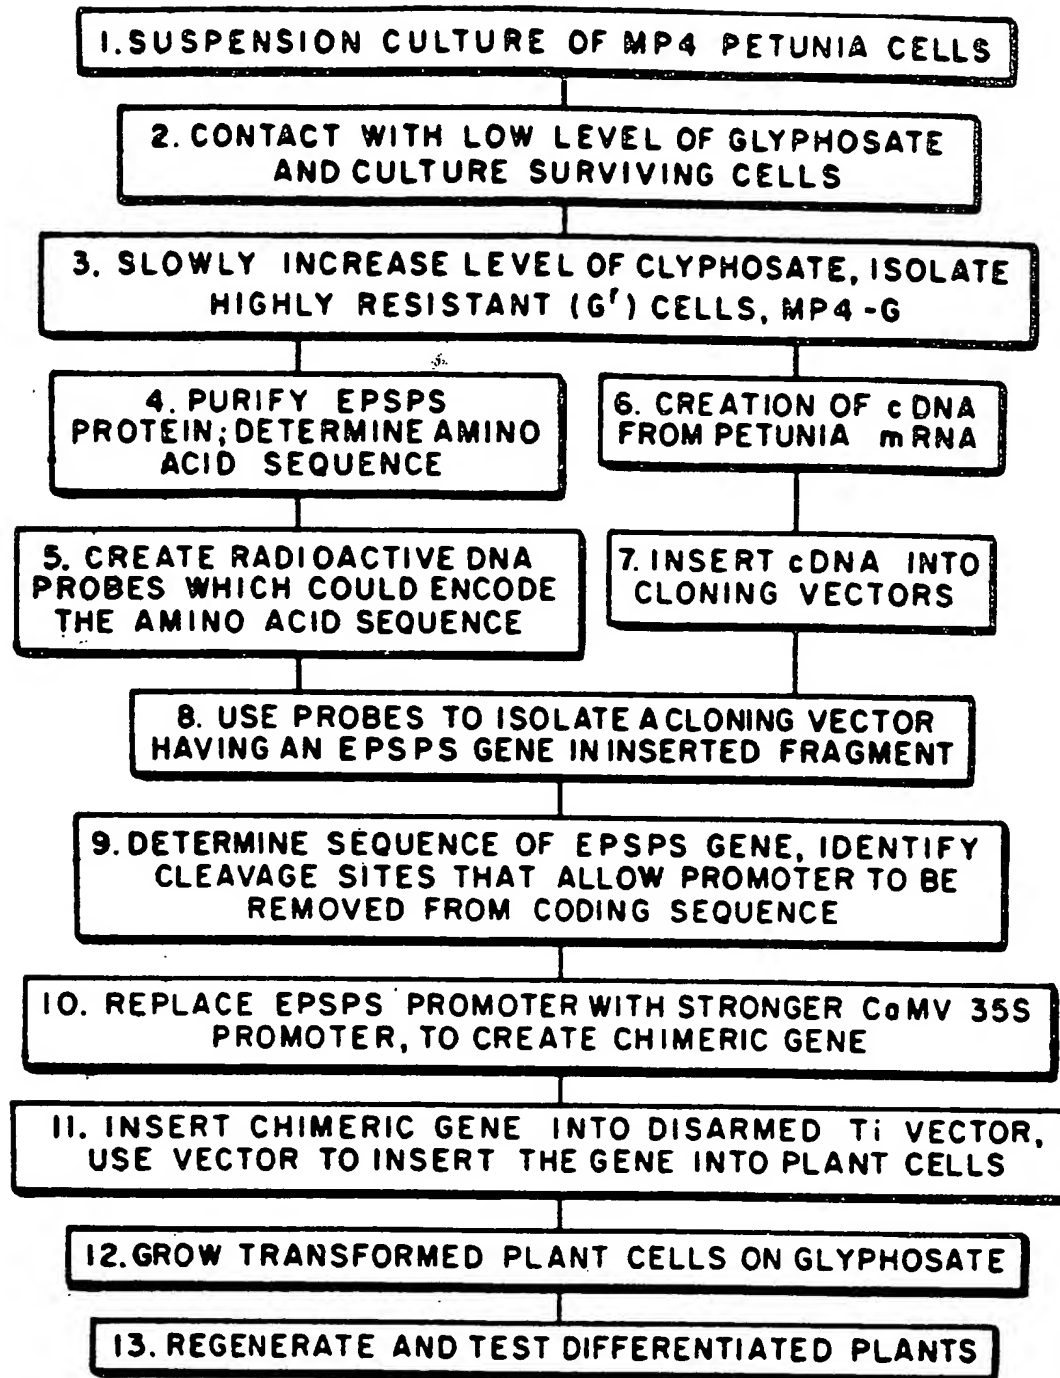 1. SUSPENSION CULTURE OF MP4 PETUNIA CELLS
2. CONTACT WITH LOW LEVEL OF GLYPHOSATE
AND CULTURE SURVIVING CELLS
3. SLOWLY INCREASE LEVEL OF CLYPHOSATE, ISOLATE
HIGHLY RESISTANT (Gʳ) CELLS, MP4-G
4. PURIFY EPSPS
PROTEIN; DETERMINE AMINO
ACID SEQUENCE
5. CREATE RADIOACTIVE DNA
PROBES WHICH COULD ENCODE
THE AMINO ACID SEQUENCE
6. CREATION OF cDNA
FROM PETUNIA mRNA
7. INSERT cDNA INTO
CLONING VECTORS
8. USE PROBES TO ISOLATE A CLONING VECTOR
HAVING AN EPSPS GENE IN INSERTED FRAGMENT
9. DETERMINE SEQUENCE OF EPSPS GENE, IDENTIFY
CLEAVAGE SITES THAT ALLOW PROMOTER TO BE
REMOVED FROM CODING SEQUENCE
10. REPLACE EPSPS PROMOTER WITH STRONGER CaMV 35S
PROMOTER, TO CREATE CHIMERIC GENE
11. INSERT CHIMERIC GENE INTO DISARMED Ti VECTOR,
USE VECTOR TO INSERT THE GENE INTO PLANT CELLS
12. GROW TRANSFORMED PLANT CELLS ON GLYPHOSATE
13. REGENERATE AND TEST DIFFERENTIATED PLANTS